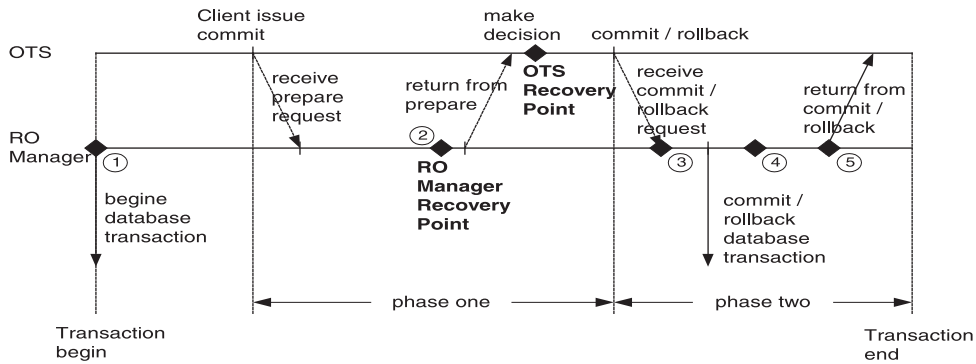 Client issue
commit
make
decision
commit / rollback
OTS
OTS
Recovery
Point
receive
prepare
request
return from
prepare
receive
commit /
rollback
request
return from
commit /
rollback
RO
Manager
1
2
3
4
5
RO
Manager
Recovery
Point
begine
database
transaction
commit /
rollback
database
transaction
phase one
phase two
Transaction
begin
Transaction
end